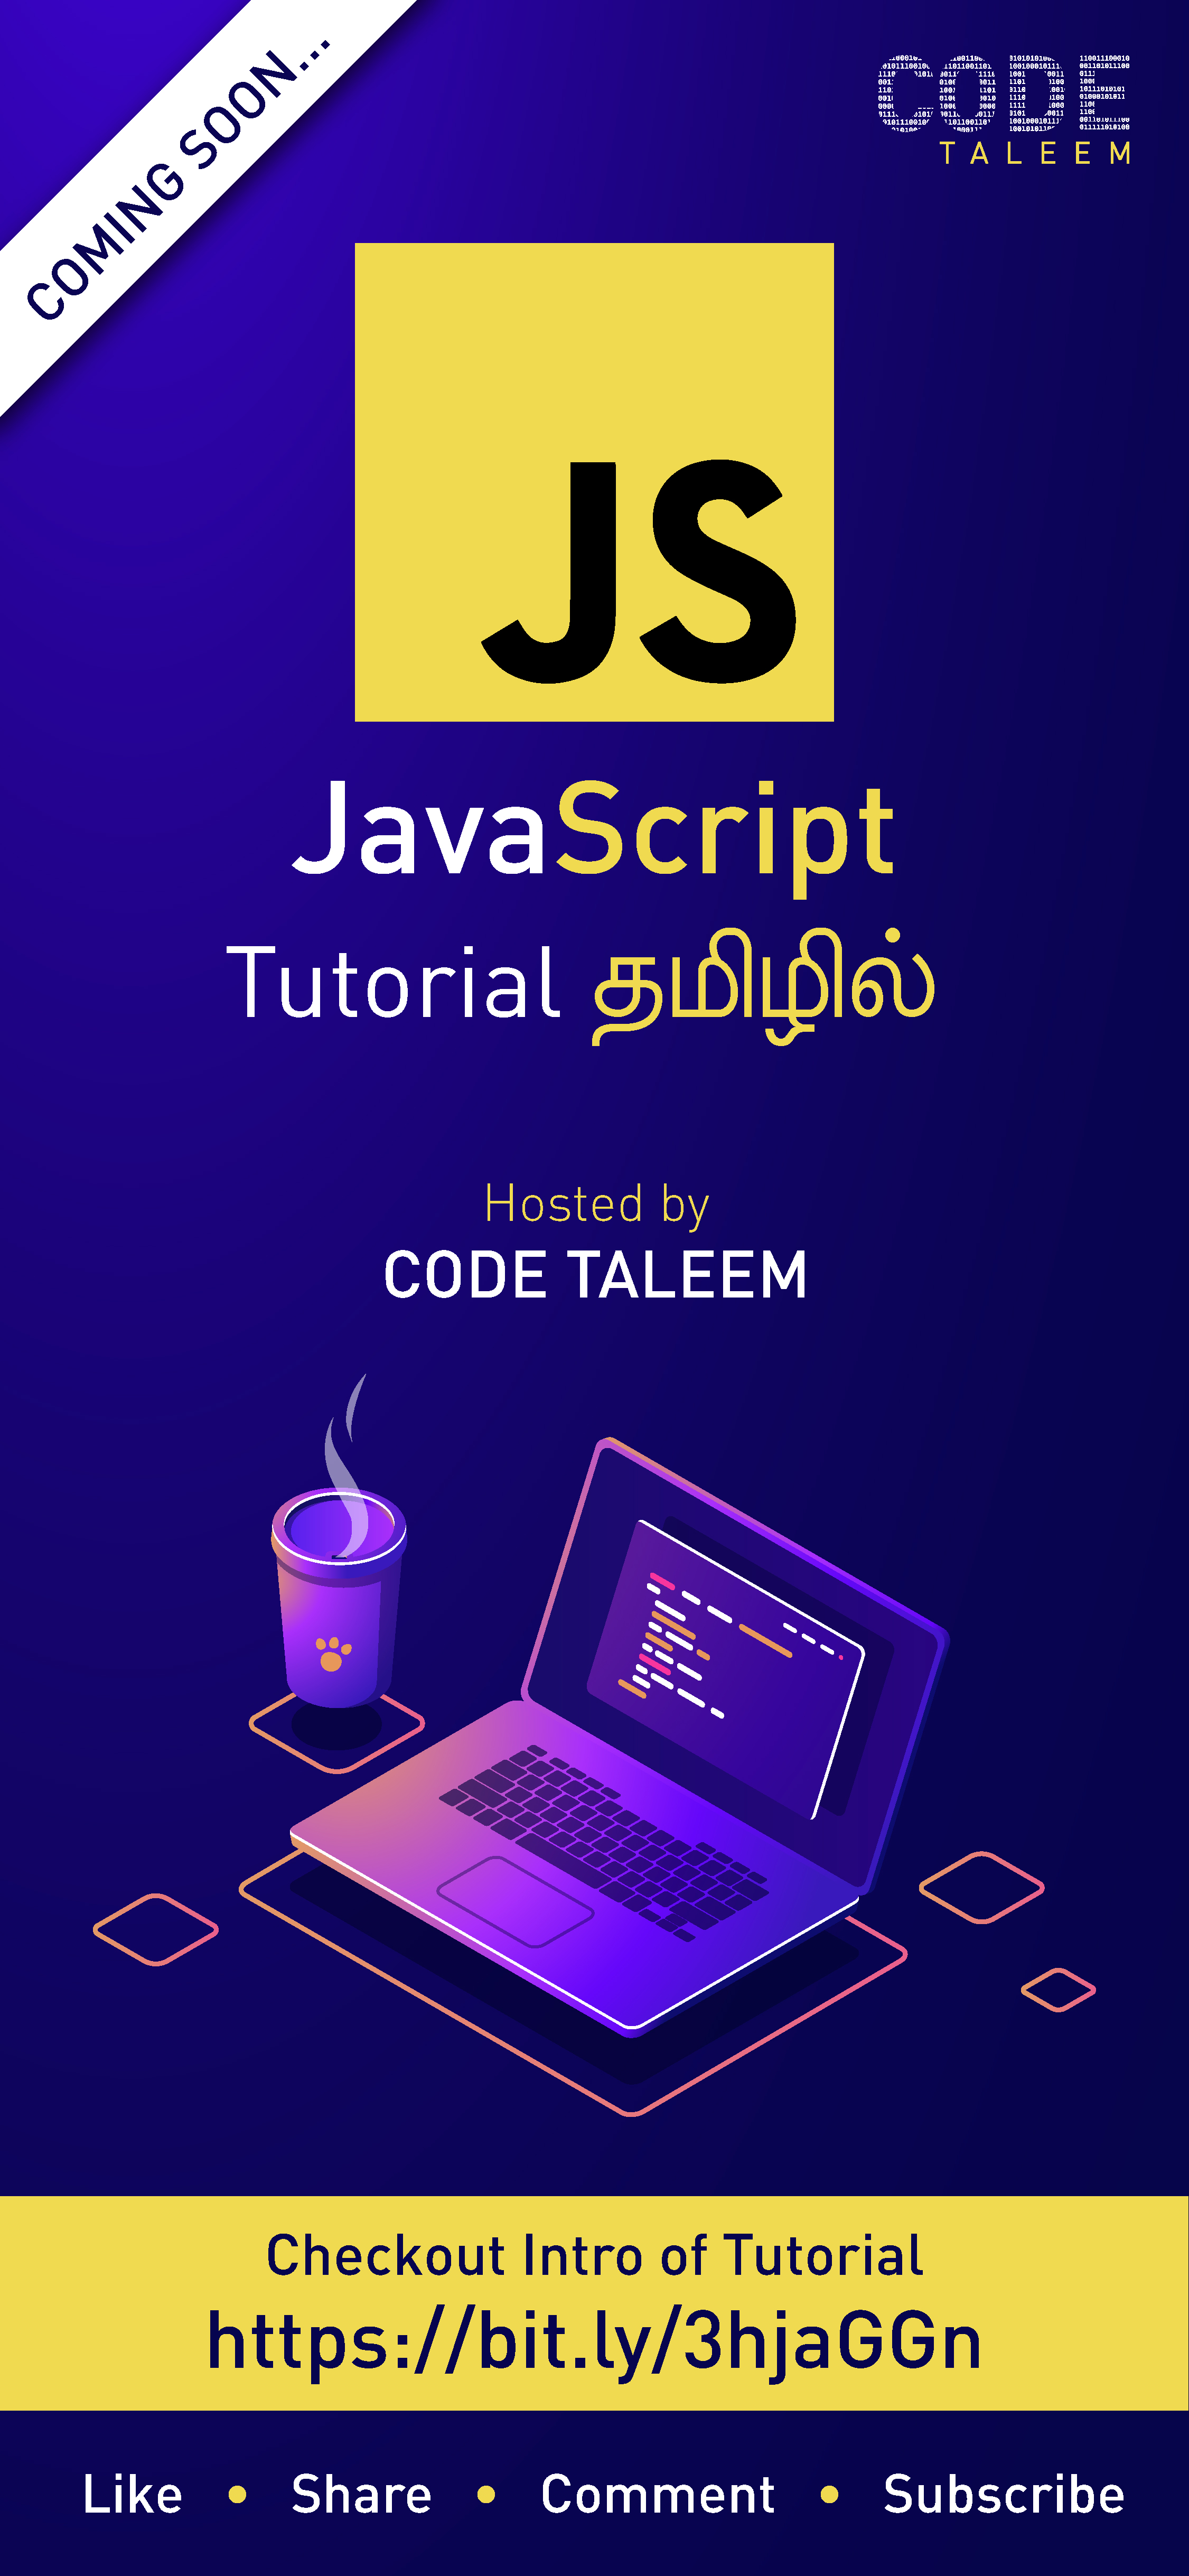 COMING SOON...
CODE
TALEEM
JS
JavaScript
Tutorial தமிழில்
Hosted by
CODE TALEEM
Checkout Intro of Tutorial
https://bit.ly/3hjaGGn
Like • Share • Comment • Subscribe